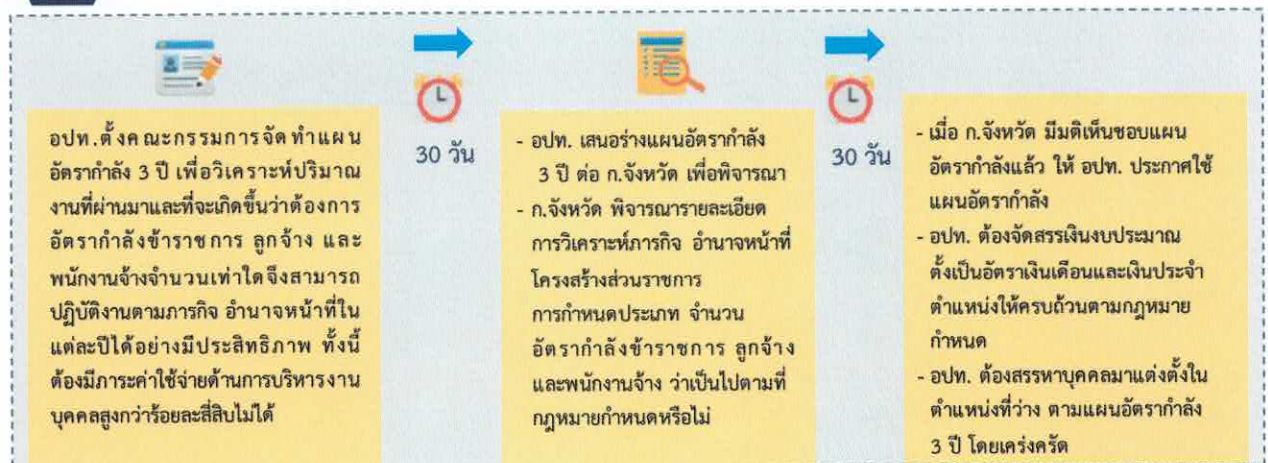 อปท.ตั้งคณะกรรมการจัดทำแผน
อัตรากำลัง 3 ปี เพื่อวิเคราะห์ปริมาณ
งานที่ผ่านมาและที่จะเกิดขึ้นว่าต้องการ
อัตรากำลังข้าราชการ ลูกจ้าง และ
พนักงานจ้างจำนวนเท่าใดจึงสามารถ
ปฏิบัติงานตามภารกิจ อำนาจหน้าที่ใน
แต่ละปีได้อย่างมีประสิทธิภาพ ทั้งนี้
ต้องมีภาระค่าใช้จ่ายด้านการบริหารงาน
บุคคลสูงกว่าร้อยละสี่สิบไม่ได้
30 วัน
- อปท. เสนอร่างแผนอัตรากำลัง
3 ปี ต่อ ก.จังหวัด เพื่อพิจารณา
- ก.จังหวัด พิจารณารายละเอียด
การวิเคราะห์ภารกิจ อำนาจหน้าที่
โครงสร้างส่วนราชการ
การกำหนดประเภท จำนวน
อัตรากำลังข้าราชการ ลูกจ้าง
และพนักงานจ้าง ว่าเป็นไปตามที่
กฎหมายกำหนดหรือไม่
30 วัน
- เมื่อ ก.จังหวัด มีมติเห็นชอบแผน
อัตรากำลังแล้ว ให้ อปท. ประกาศใช้
แผนอัตรากำลัง
- อปท. ต้องจัดสรรเงินงบประมาณ
ตั้งเป็นอัตราเงินเดือนและเงินประจำ
ตำแหน่งให้ครบถ้วนตามกฎหมาย
กำหนด
- อปท. ต้องสรรหาบุคคลมาแต่งตั้งใน
ตำแหน่งที่ว่าง ตามแผนอัตรากำลัง
3 ปี โดยเคร่งครัด